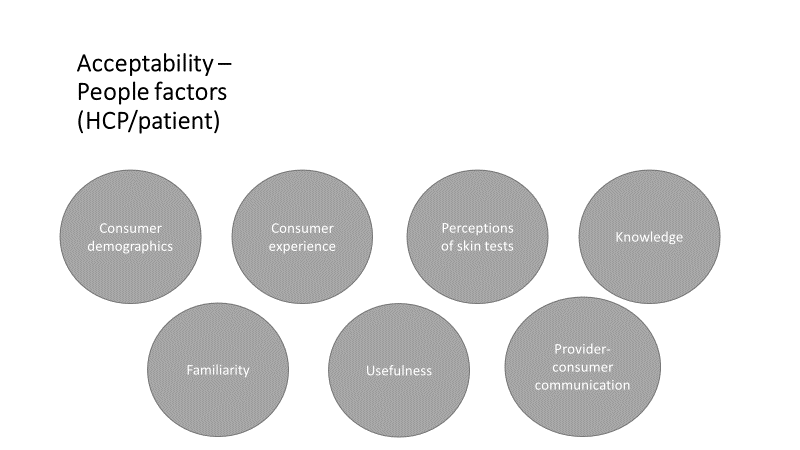 Acceptability –
People factors
(HCP/patient)
Consumer
demographics
Consumer
experience
Perceptions
of skin tests
Knowledge
Familiarity
Usefulness
Provider-
consumer
communication